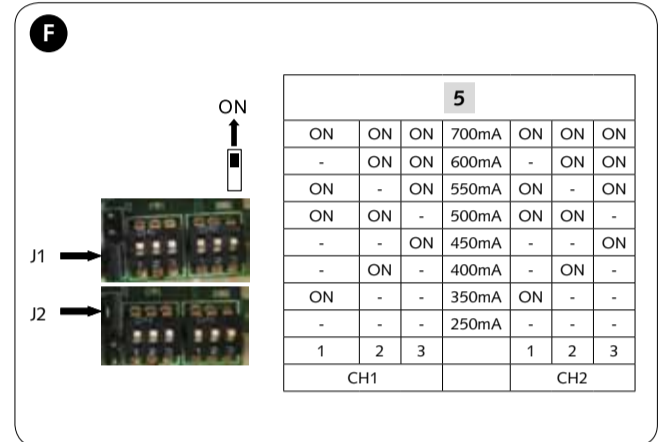 F
ON
J1
J2
5
ON ON ON 700mA ON ON ON
- ON ON 600mA - ON ON
ON - ON 550mA ON - ON
ON ON - 500mA ON ON -
- - ON 450mA - - ON
- ON - 400mA - ON -
ON - - 350mA ON - -
- - - 250mA - - -
1 2 3 1 2 3
CH1 CH2